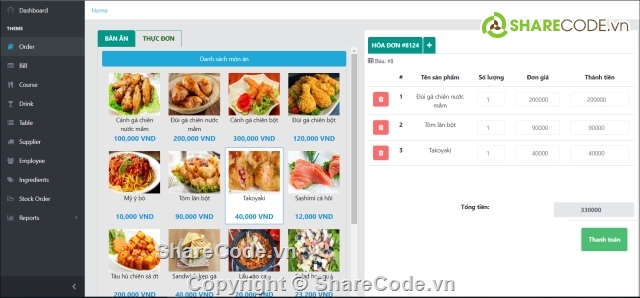 Dashboard
THEME
Order
Bill
Course
Drink
Table
Supplier
Employee
Ingredients
Stock Order
Reports
Home
SHARECODE.vn
BÀN ĂN
THỰC ĐƠN
Danh sách món ăn
Cánh gà chiên nước mắm
100,000 VND
Đùi gà chiên nước mắm
200,000 VND
Cánh gà chiên bột
300,000 VND
Đùi gà chiên bột
120,000 VND
Mỳ ý bò
10,000 VND
Tôm lăn bột
90,000 VND
Takoyaki
40,000 VND
Sashimi cá hồi
12,000 VND
Tàu hủ chiên sả ớt
200,000 VND
Sandwich kẹp gà
40,000 VND
20,000 VND
23,200 VND
HÓA ĐƠN #8124
+
Bàn: #8
# Tên sản phẩm Số lượng Đơn giá Thành tiền
1 Đùi gà chiên nước mắm 1 200000 200000
2 Tôm lăn bột 1 90000 90000
3 Takoyaki 1 40000 40000
Tổng tiền: 330000
Thanh toán
ShareCode.vn
Copyright © ShareCode.vn